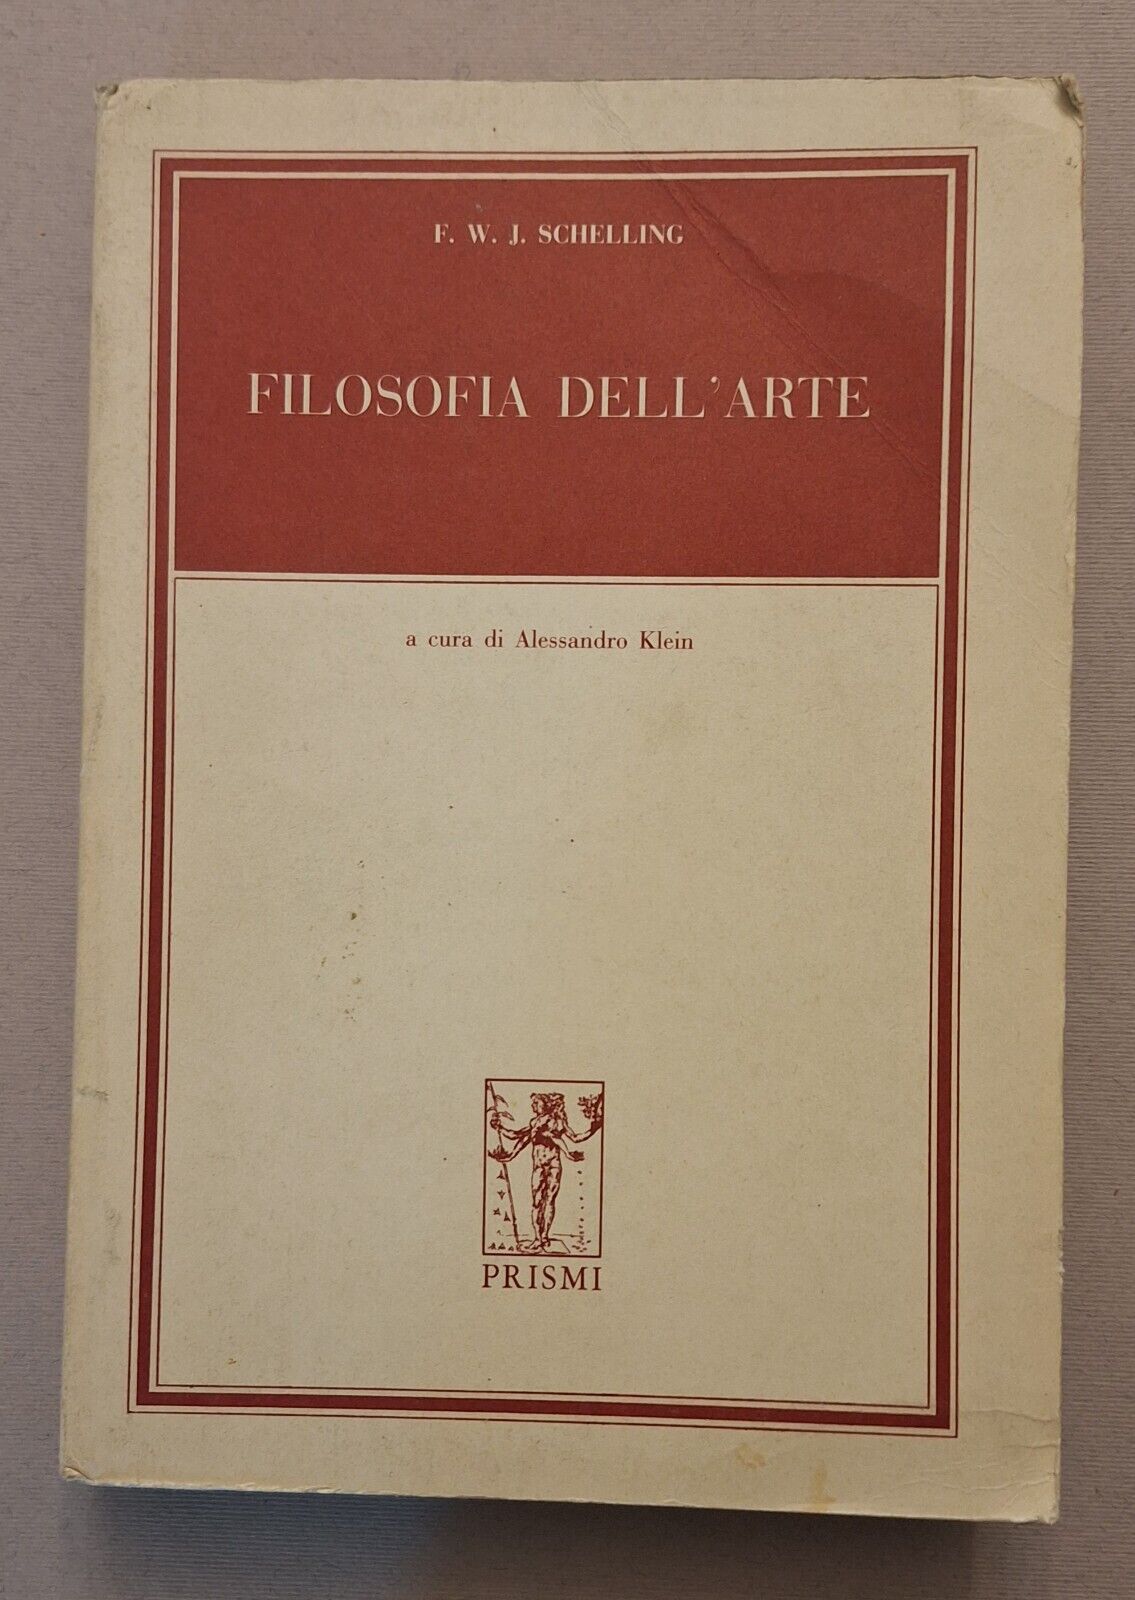 F. W. J. SCHELLING
FILOSOFIA DELL'ARTE
a cura di Alessandro Klein
PRISMI